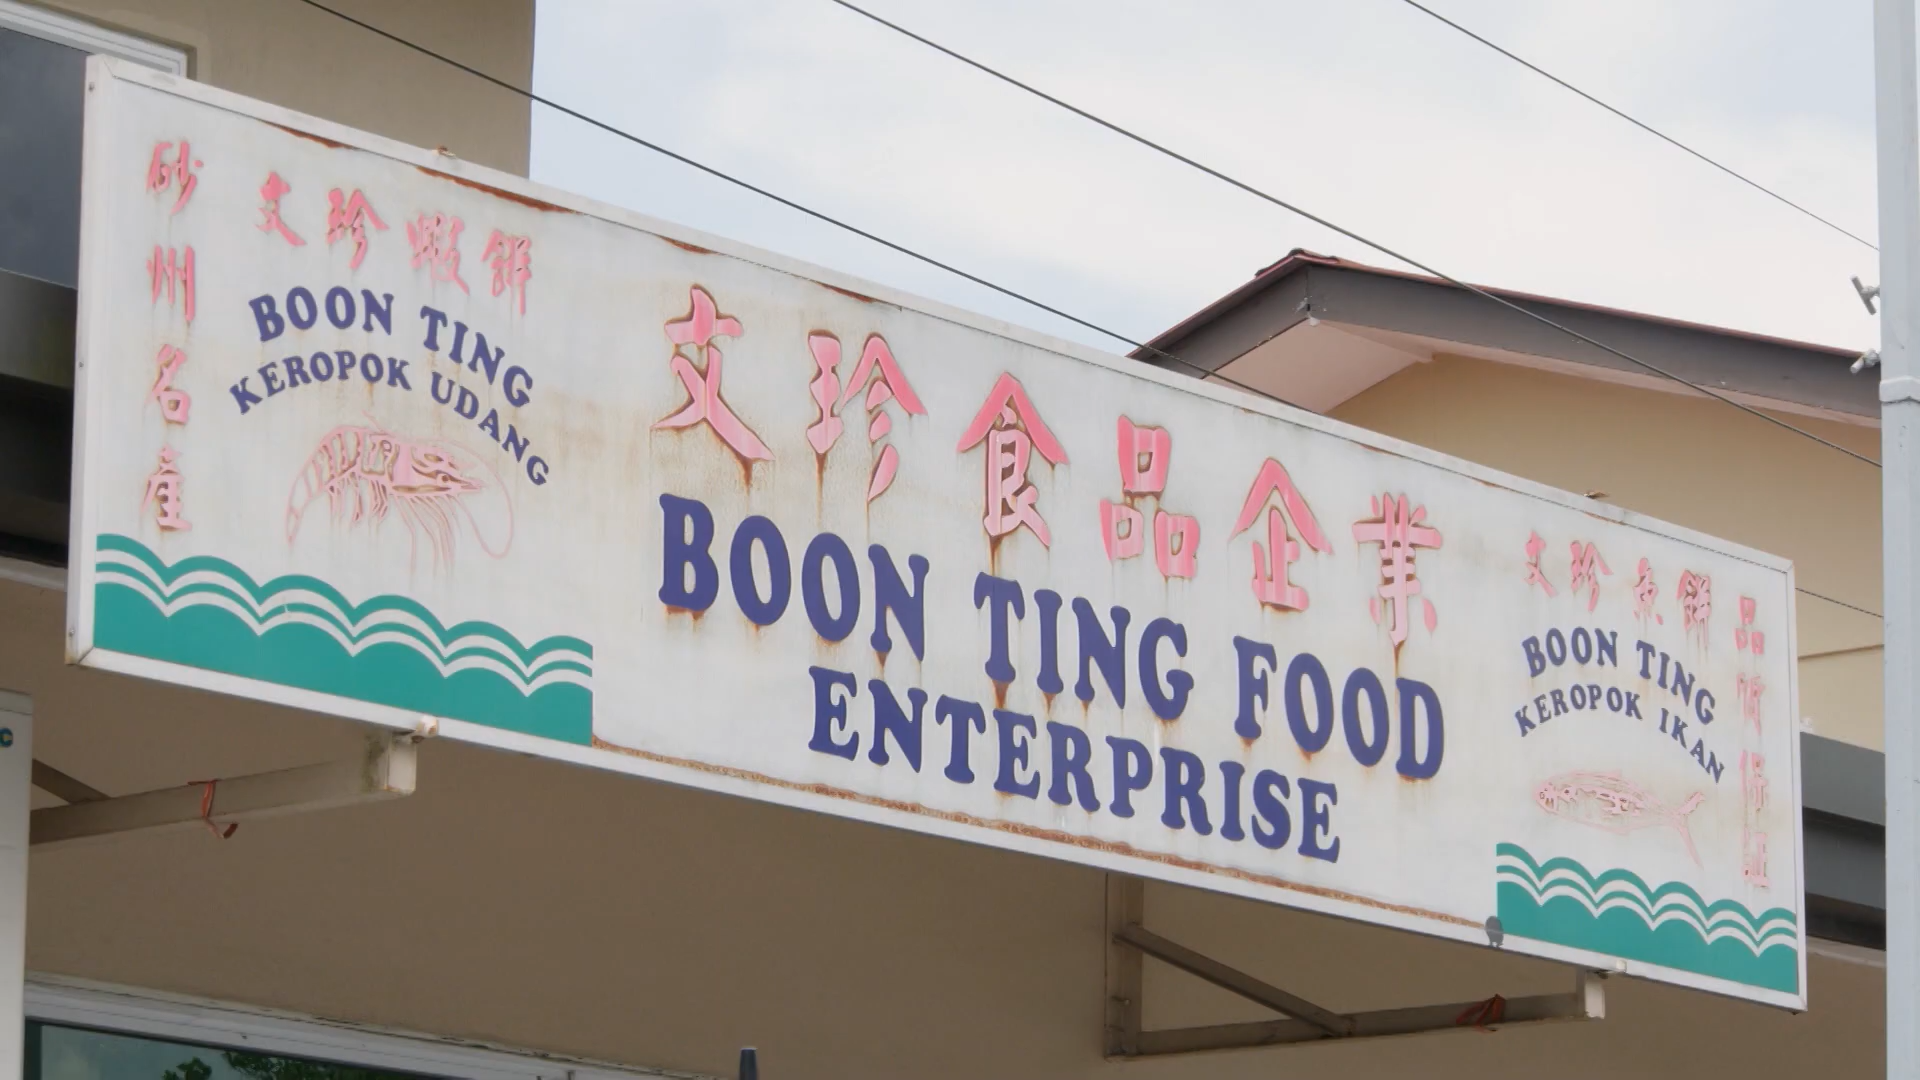 砂州名產
文珍蝦餅
BOON TING
KEROPOK UDANG
文珍食品企業
BOON TING FOOD
ENTERPRISE
文珍魚餅
BOON TING
KEROPOK IKAN
品質保証